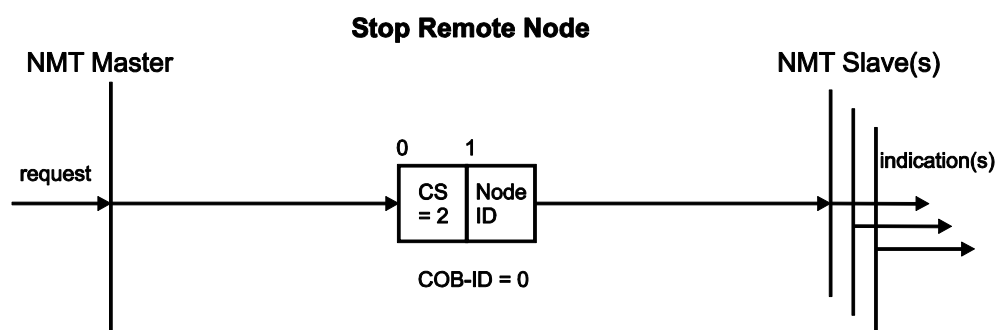 Stop Remote Node
NMT Master
NMT Slave(s)
0 1
request
indication(s)
CS Node
= 2 ID
COB-ID = 0